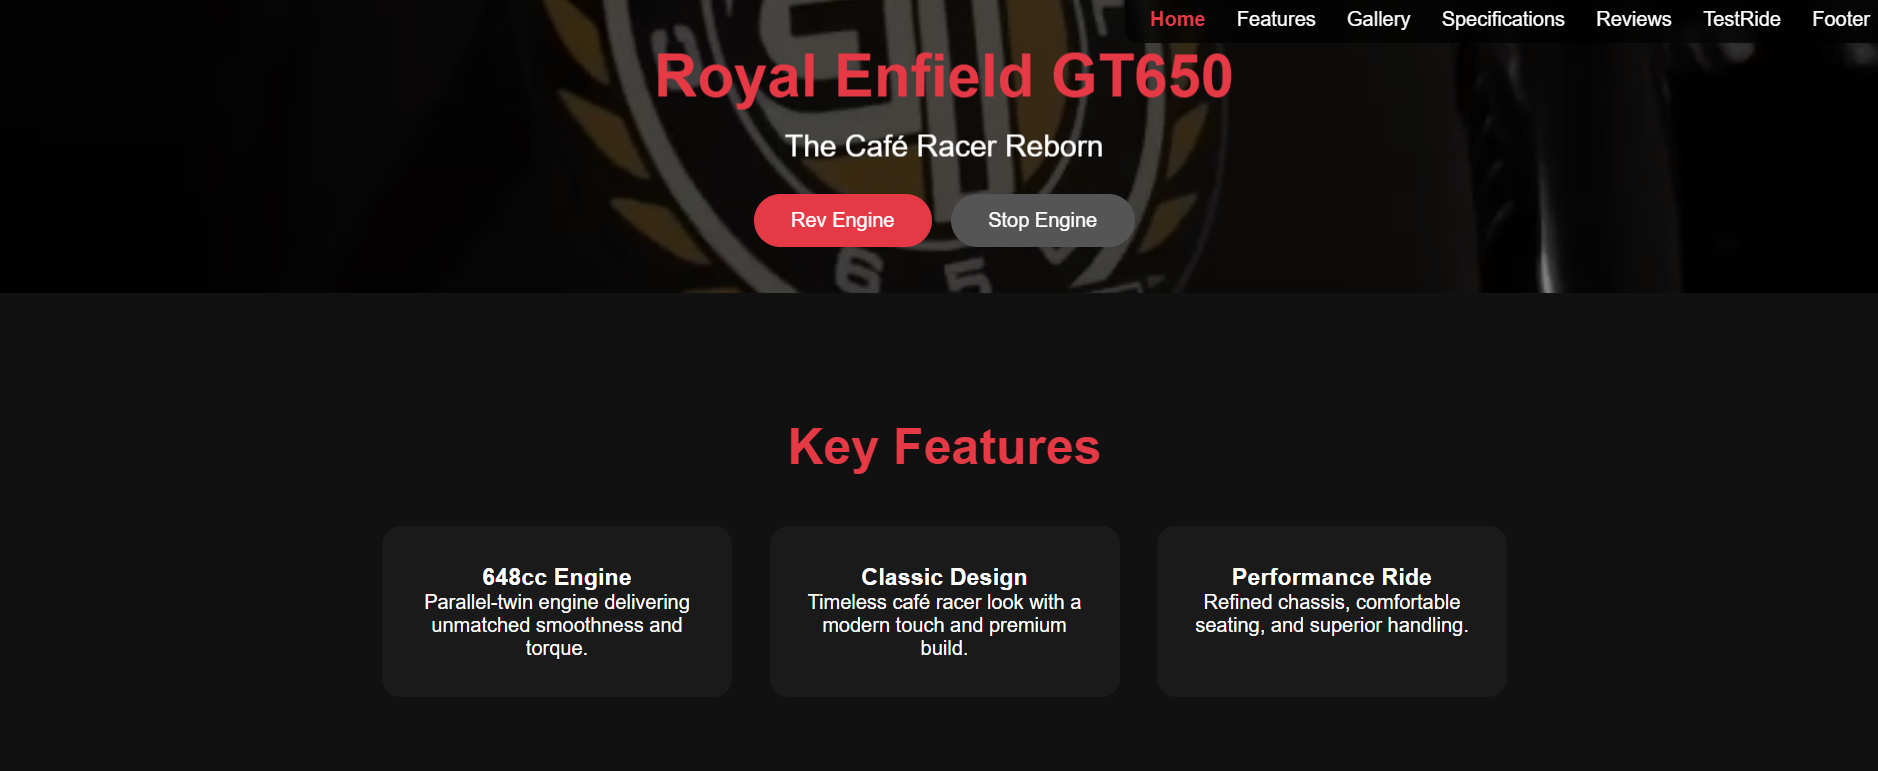 Home Features Gallery Specifications Reviews TestRide Footer
Royal Enfield GT650
The Café Racer Reborn
Rev Engine Stop Engine
65
Key Features
648cc Engine
Parallel-twin engine delivering
unmatched smoothness and
torque.
Classic Design
Timeless café racer look with a
modern touch and premium
build.
Performance Ride
Refined chassis, comfortable
seating, and superior handling.